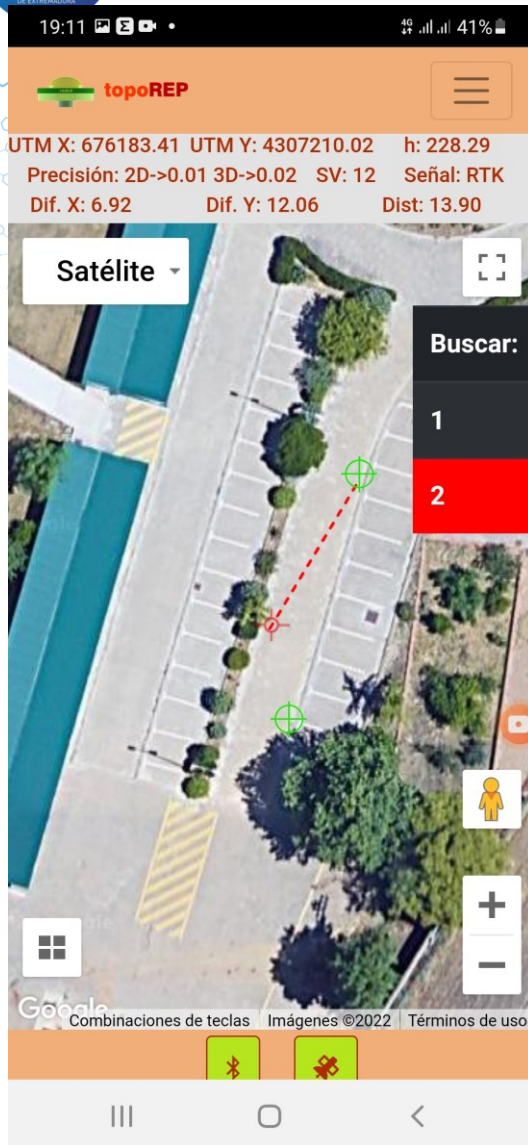 DE EXTREMADURA
19:11 41%
4G
topoREP
UTM X: 676183.41 UTM Y: 4307210.02 h: 228.29
Precisión: 2D->0.01 3D->0.02 SV: 12 Señal: RTK
Dif. X: 6.92 Dif. Y: 12.06 Dist: 13.90
Satélite
Buscar:
1
2
Google
Combinaciones de teclas Imágenes ©2022 Términos de uso